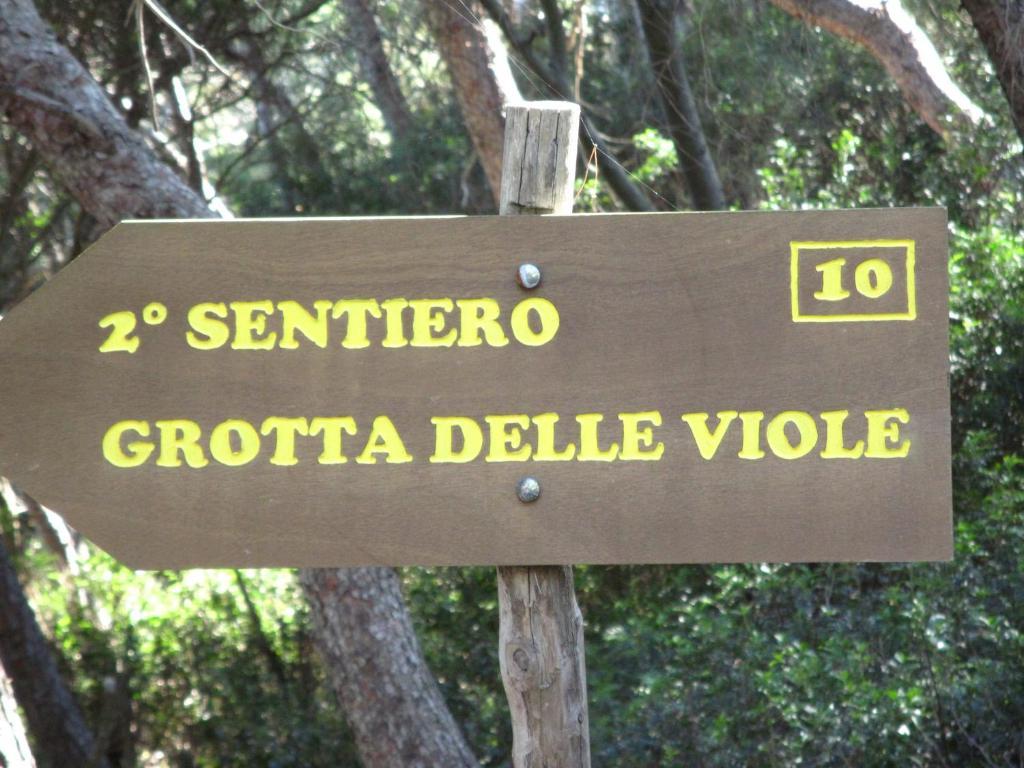 10
2° SENTIERO
GROTTA DELLE VIOLE